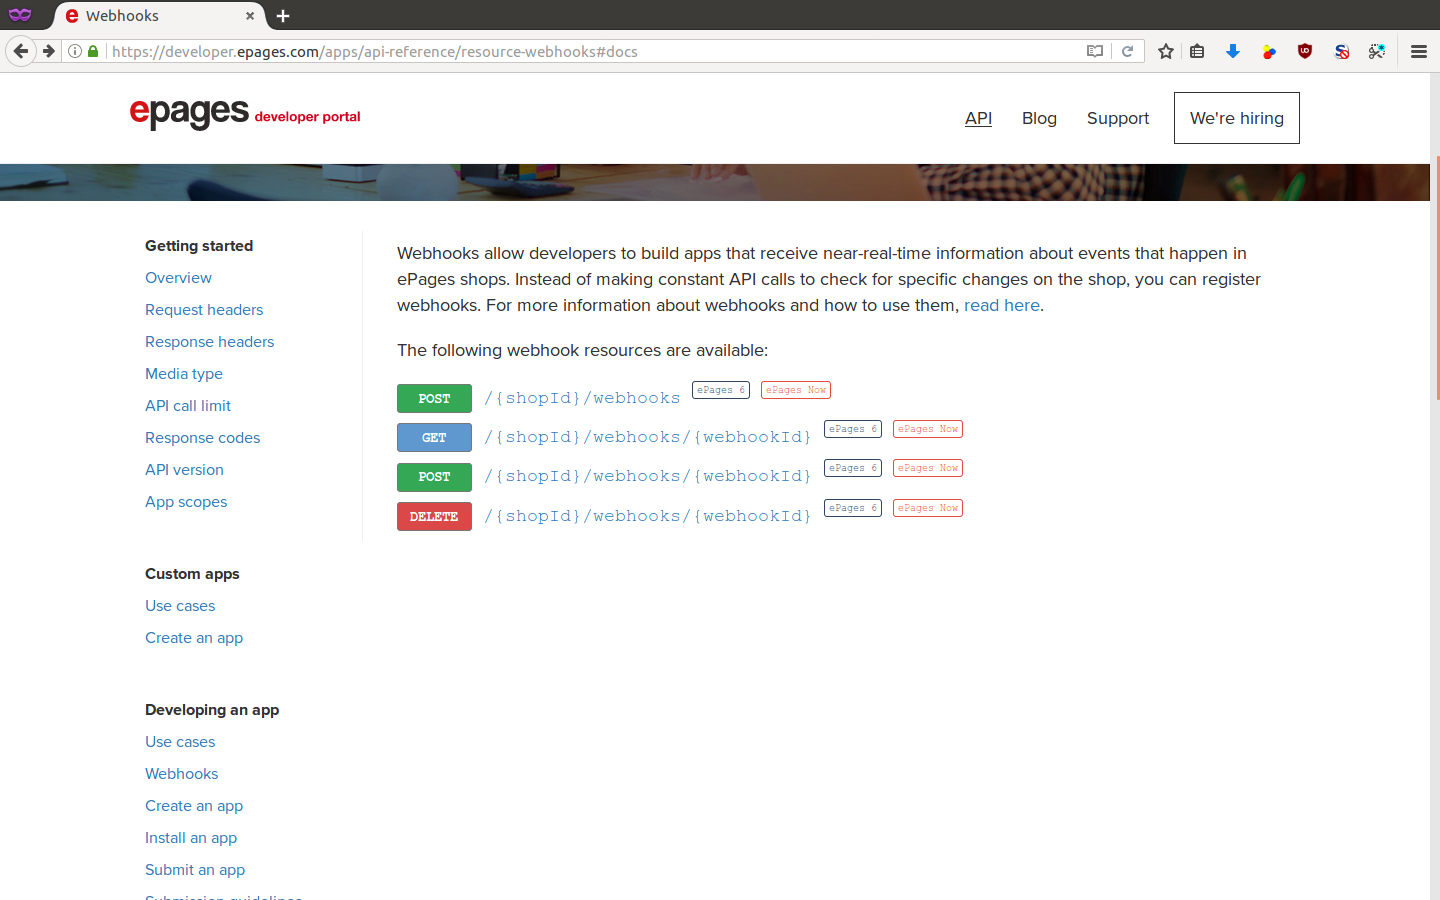 Webhooks
https://developer.epages.com/apps/api-reference/resource-webhooks#docs
epages developer portal
API Blog Support We're hiring
Getting started
Overview
Request headers
Response headers
Media type
API call limit
Response codes
API version
App scopes
Custom apps
Use cases
Create an app
Developing an app
Use cases
Webhooks
Create an app
Install an app
Submit an app
Submission guidelines
Webhooks allow developers to build apps that receive near-real-time information about events that happen in
ePages shops. Instead of making constant API calls to check for specific changes on the shop, you can register
webhooks. For more information about webhooks and how to use them, read here.
The following webhook resources are available:
POST /{shopId}/webhooks ePages 6 ePages Now
GET /{shopId}/webhooks/{webhookId} ePages 6 ePages Now
POST /{shopId}/webhooks/{webhookId} ePages 6 ePages Now
DELETE /{shopId}/webhooks/{webhookId} ePages 6 ePages Now